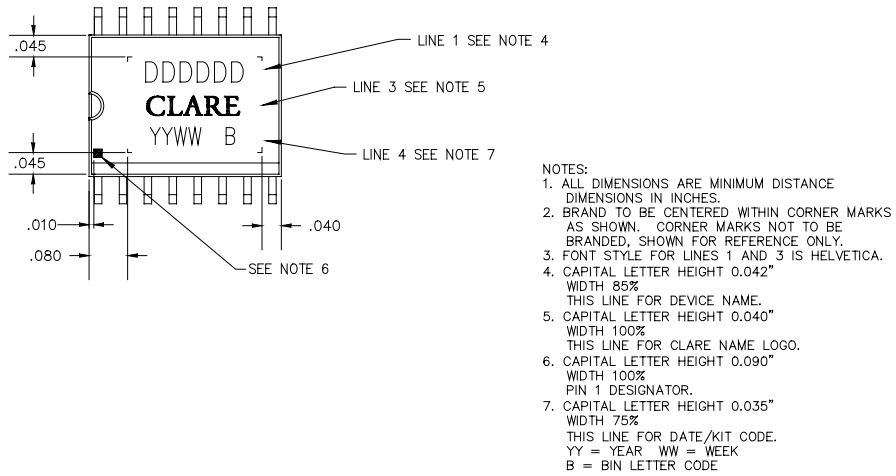 .045
LINE 1 SEE NOTE 4
DDDDDD
LINE 3 SEE NOTE 5
CLARE
YYWW B
LINE 4 SEE NOTE 7
.045
.010
.040
.080
SEE NOTE 6
NOTES:
1. ALL DIMENSIONS ARE MINIMUM DISTANCE
DIMENSIONS IN INCHES.
2. BRAND TO BE CENTERED WITHIN CORNER MARKS
AS SHOWN. CORNER MARKS NOT TO BE
BRANDED, SHOWN FOR REFERENCE ONLY.
3. FONT STYLE FOR LINES 1 AND 3 IS HELVETICA.
4. CAPITAL LETTER HEIGHT 0.042"
WIDTH 85%
THIS LINE FOR DEVICE NAME.
5. CAPITAL LETTER HEIGHT 0.040"
WIDTH 100%
THIS LINE FOR CLARE NAME LOGO.
6. CAPITAL LETTER HEIGHT 0.090"
WIDTH 100%
PIN 1 DESIGNATOR.
7. CAPITAL LETTER HEIGHT 0.035"
WIDTH 75%
THIS LINE FOR DATE/KIT CODE.
YY = YEAR WW = WEEK
B = BIN LETTER CODE